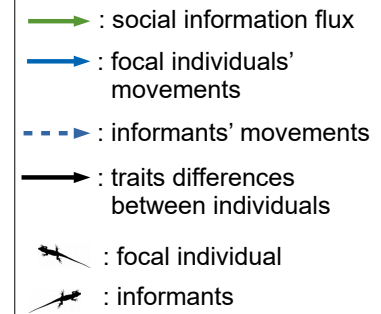 : social information flux
: focal individuals’
movements
: informants’ movements
: traits differences
between individuals
: focal individual
: informants